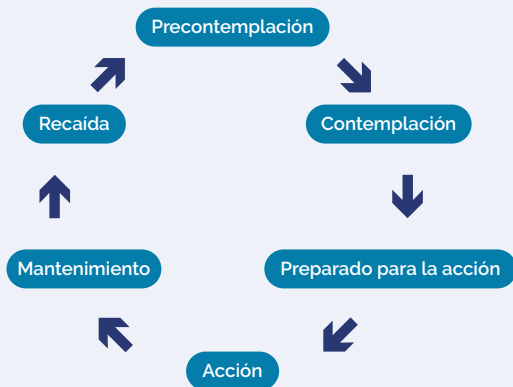 Precontemplación
Recaída
Contemplación
Mantenimiento
Preparado para la acción
Acción